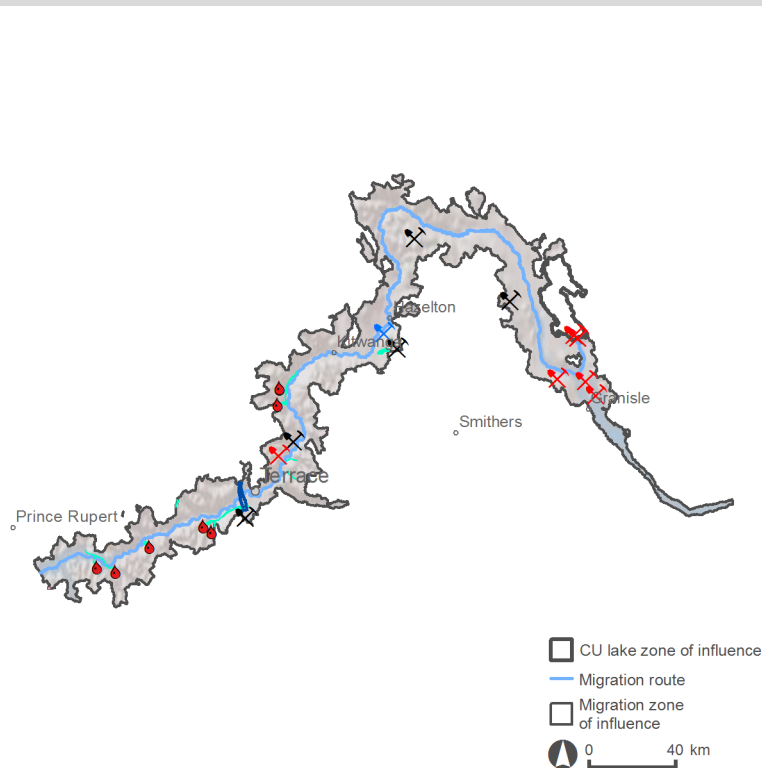 Hazelton
Kitwanga
Granisle
Smithers
Terrace
Prince Rupert
CU lake zone of influence
Migration route
Migration zone
of influence
0 40 km